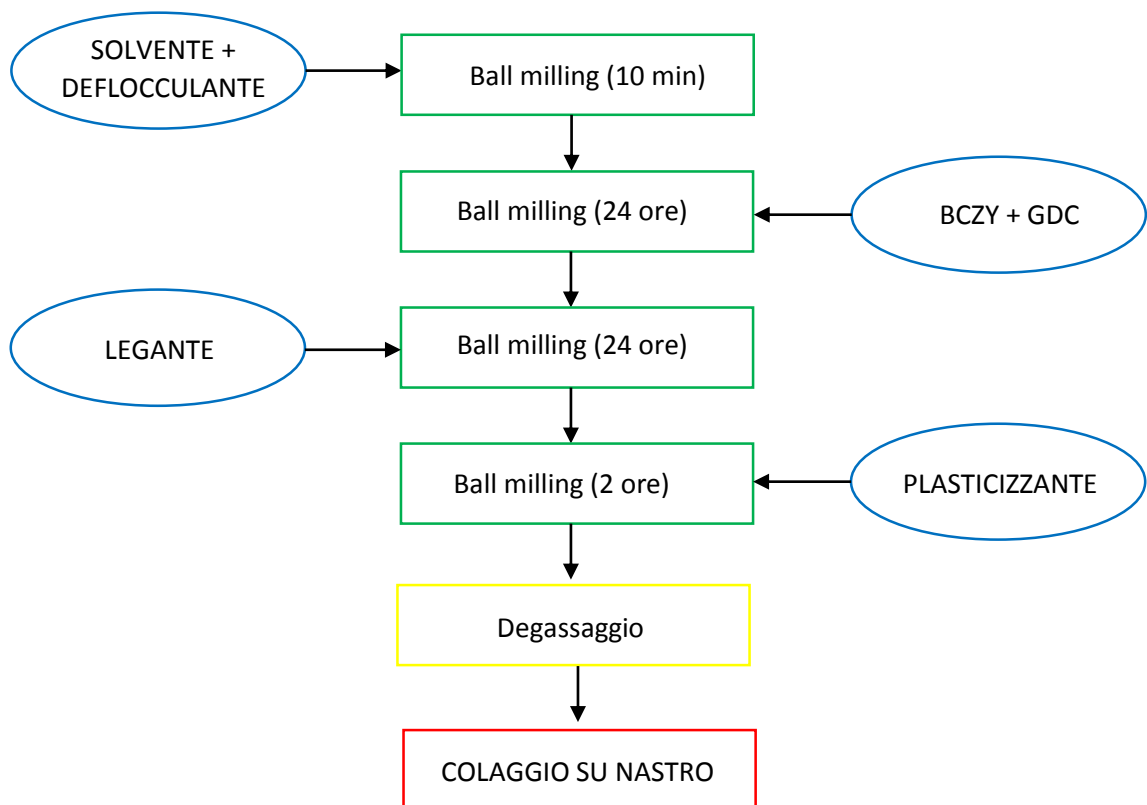 SOLVENTE +
DEFLOCCULANTE
Ball milling (10 min)
Ball milling (24 ore)
BCZY + GDC
LEGANTE
Ball milling (24 ore)
Ball milling (2 ore)
PLASTICIZZANTE
Degassaggio
COLAGGIO SU NASTRO